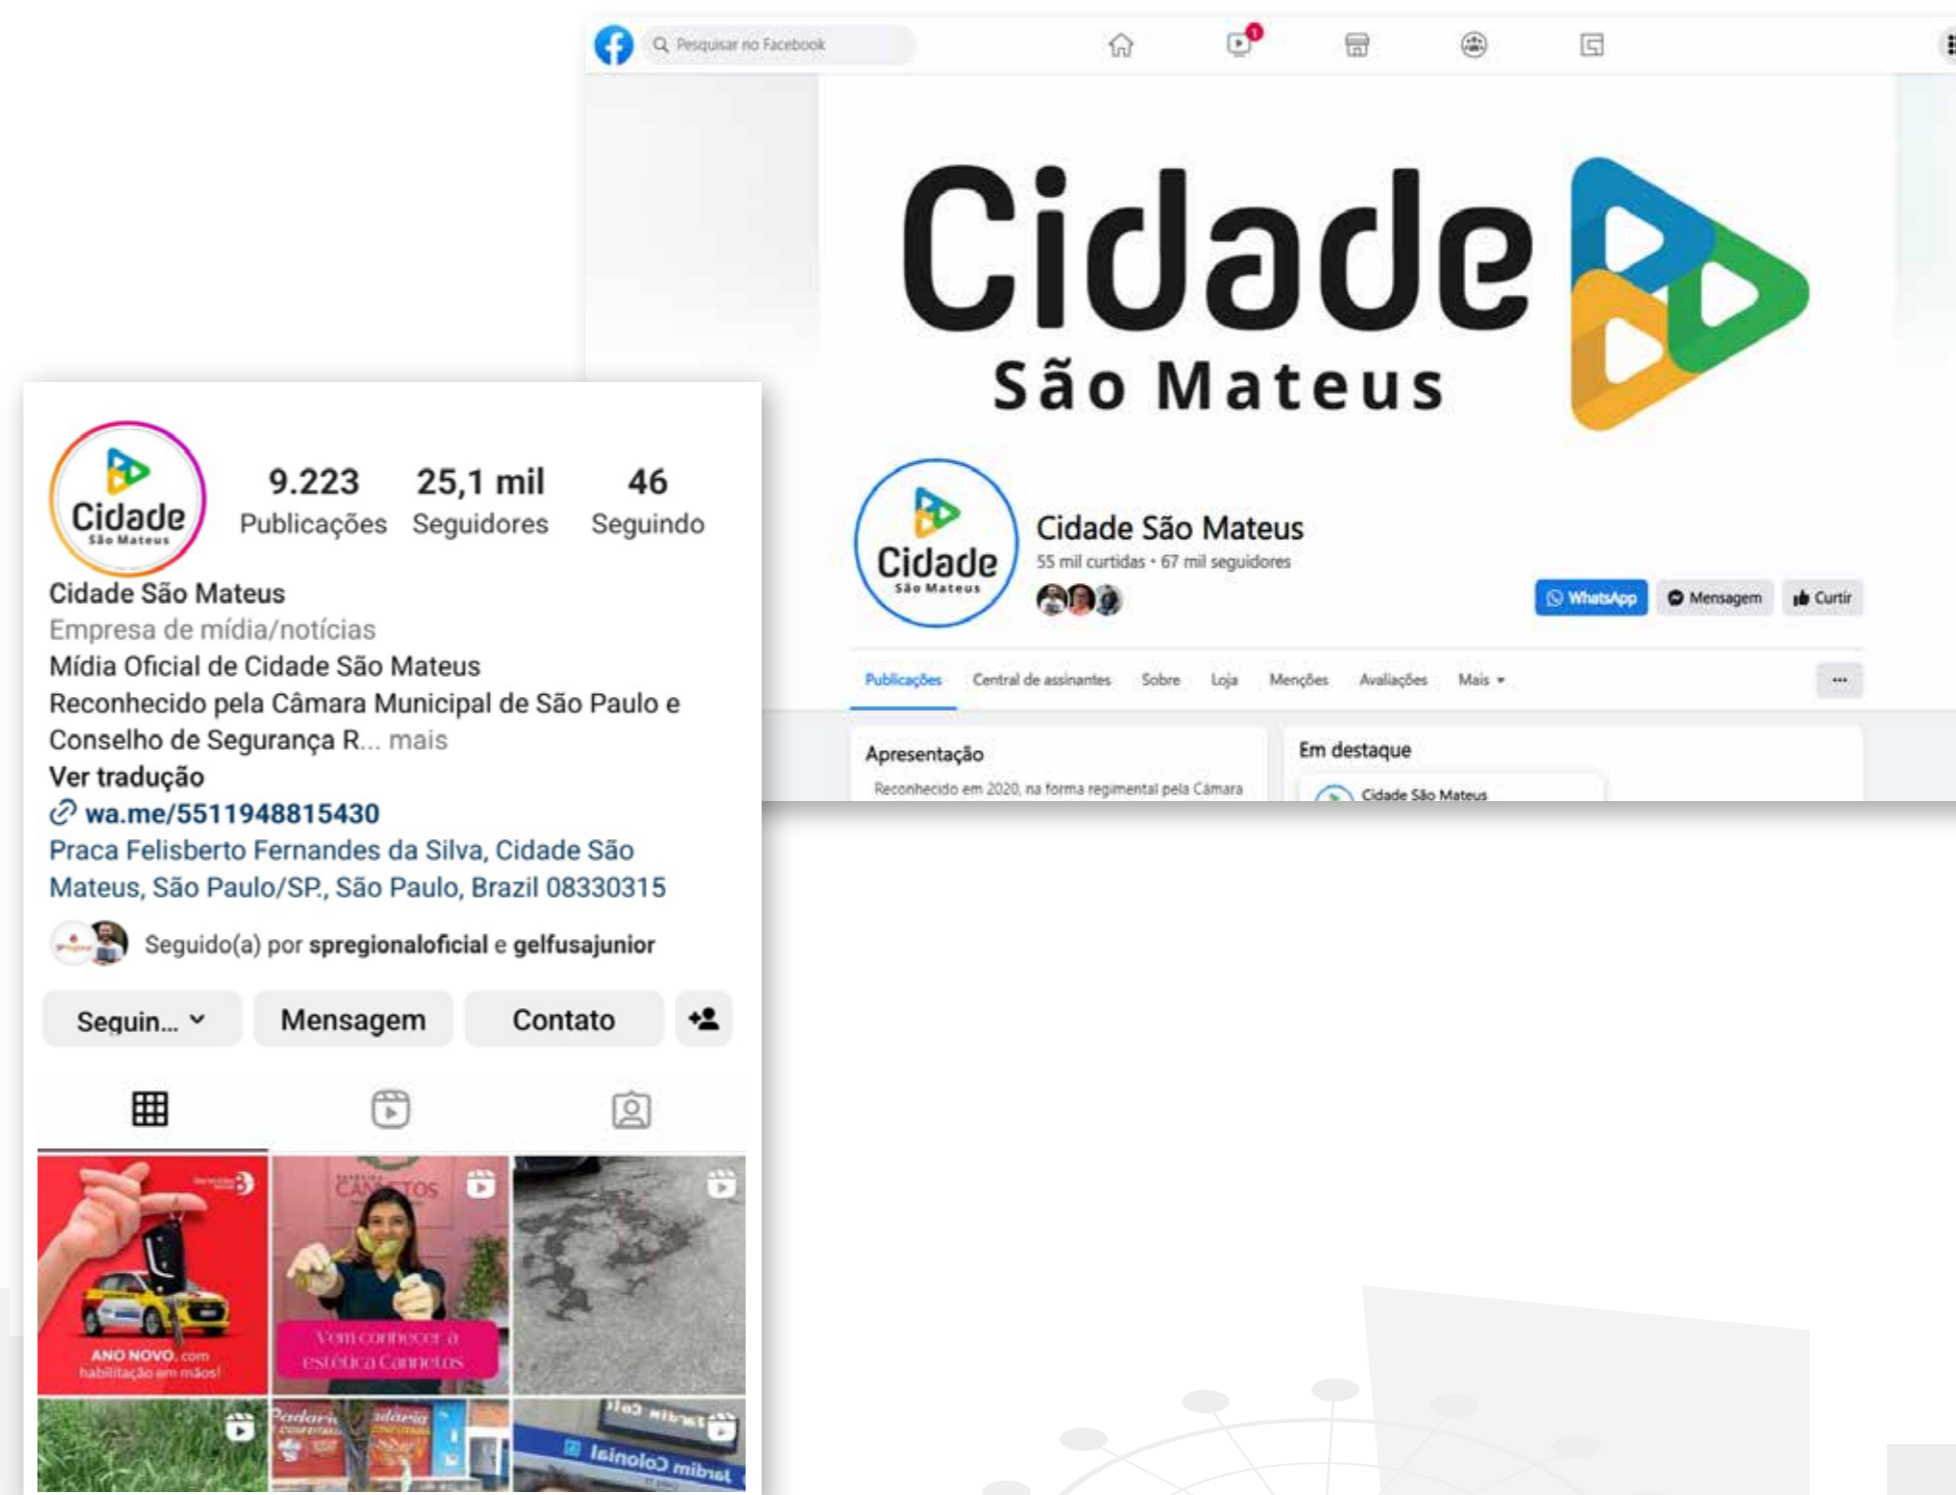 Pesquisar no Facebook
1
Cidade
São Mateus
Cidade
São Mateus
Cidade São Mateus
55 mil curtidas • 67 mil seguidores
WhatsApp
Mensagem
Curtir
Publicações
Central de assinantes
Sobre
Loja
Menções
Avaliações
Mais
...
Apresentação
Reconhecido em 2020, na forma regimental pela Câmara
Em destaque
Cidade São Mateus
Cidade
São Mateus
9.223
25,1 mil
46
Publicações
Seguidores
Seguindo
Cidade São Mateus
Empresa de mídia/notícias
Mídia Oficial de Cidade São Mateus
Reconhecido pela Câmara Municipal de São Paulo e
Conselho de Segurança R... mais
Ver tradução
wa.me/5511948815430
Praca Felisberto Fernandes da Silva, Cidade São
Mateus, São Paulo/SP., São Paulo, Brazil 08330315
Seguido(a) por spregionaloficial e gelfusajunior
Seguin...
Mensagem
Contato
ANO NOVO, com
habilitação em mãos!
Vem conhecer a
estética Cannetos
Padaria
Jardim Colonial